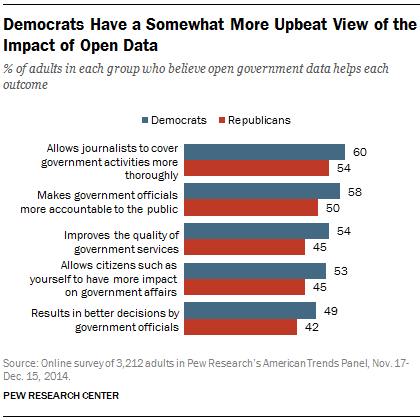 Democrats Have a Somewhat More Upbeat View of the
Impact of Open Data
% of adults in each group who believe open government data helps each
outcome
Democrats Republicans
Allows journalists to cover
government activities more
thoroughly
60
54
Makes government officials
more accountable to the public
58
50
Improves the quality of
government services
54
45
Allows citizens such as
yourself to have more impact
on government affairs
53
45
Results in better decisions by
government officials
49
42
Source: Online survey of 3,212 adults in Pew Research's American Trends Panel, Nov. 17-
Dec. 15, 2014.
PEW RESEARCH CENTER